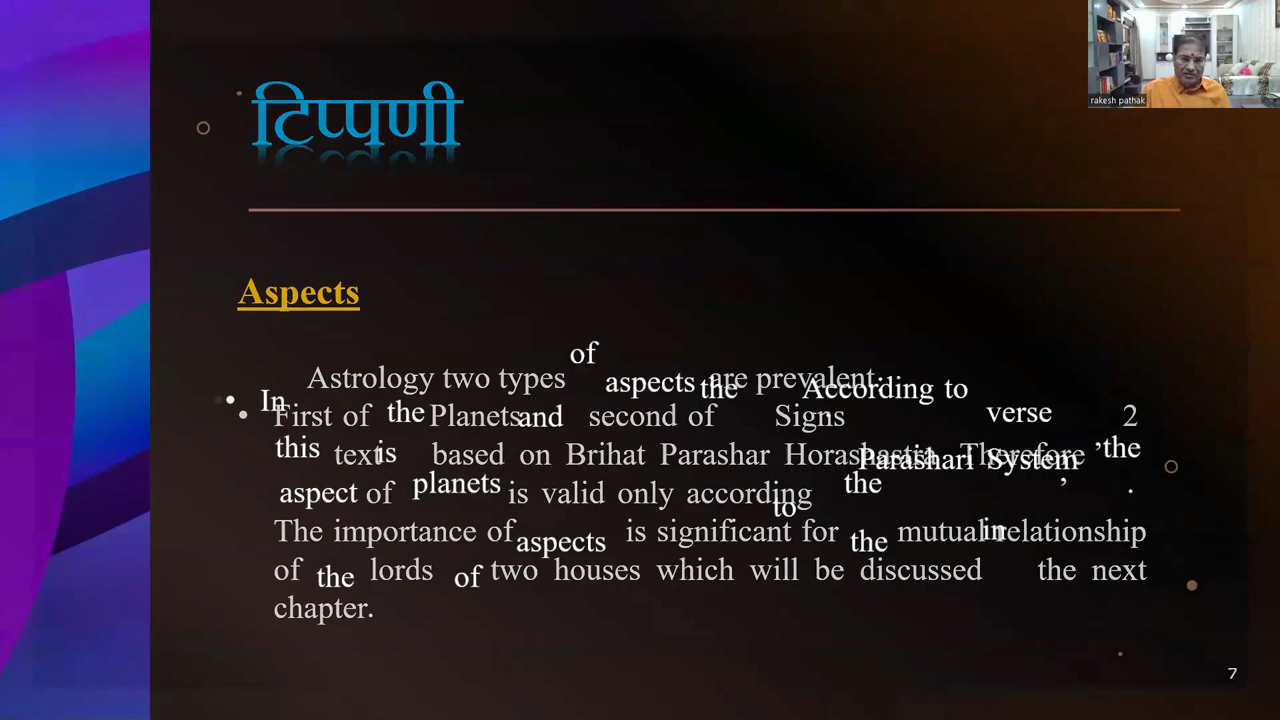 rakesh pathak
टिप्पणी
Aspects
• In Astrology two types of aspects are prevalent.
• First of the Planets and second of the Signs. According to verse 2
this text is based on Brihat Parashar Horashastra. Therefore, the
aspect of planets is valid only according to the Parashari System.
The importance of aspects is significant for the mutual relationship
of the lords of two houses which will be discussed in the next
chapter.
7